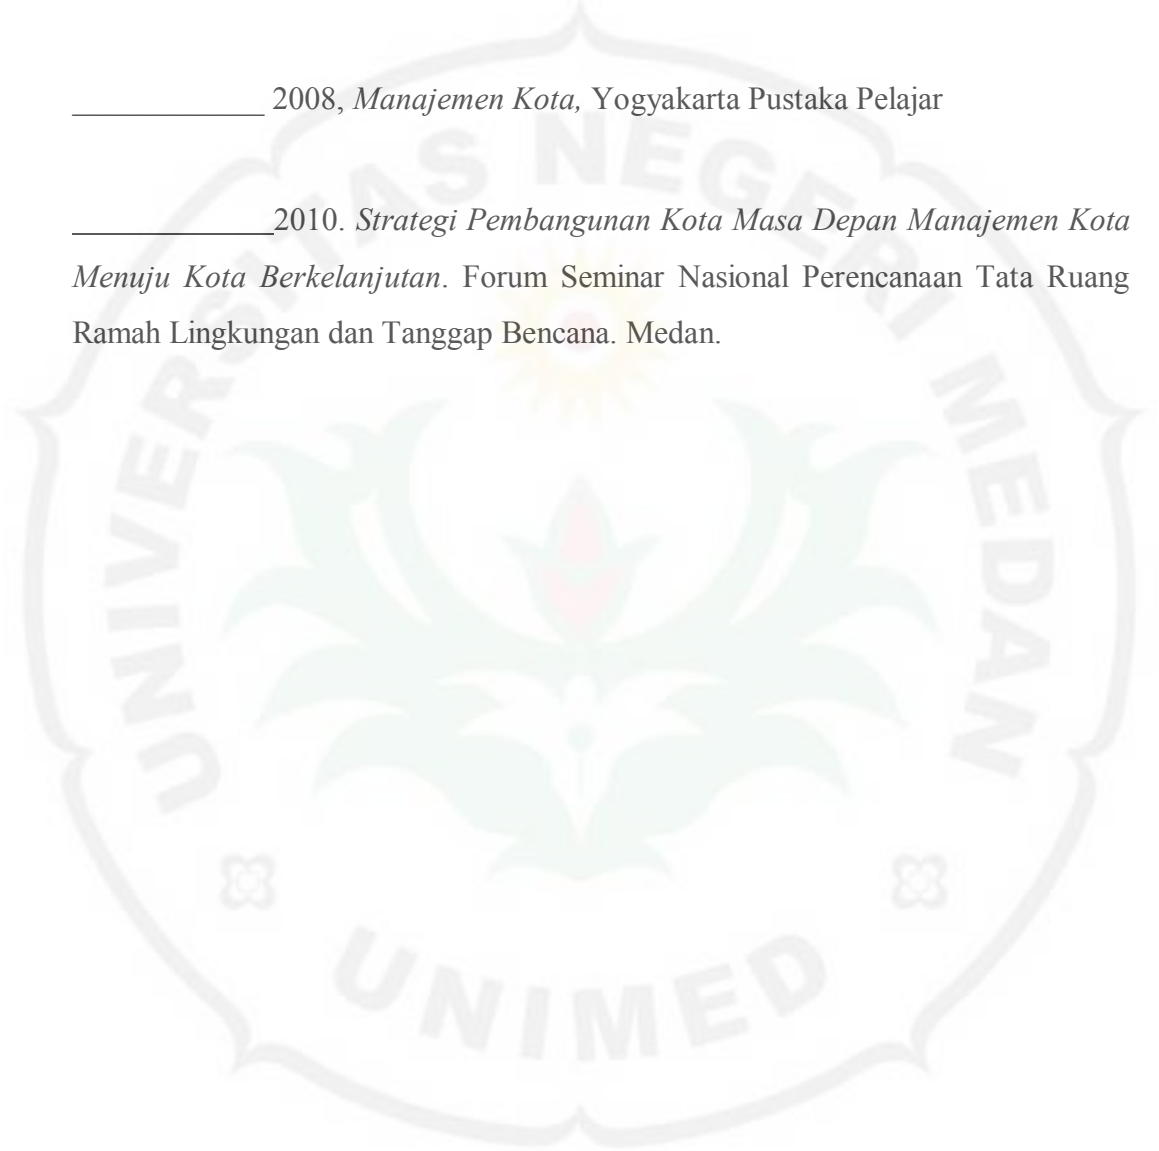 ____________ 2008, Manajemen Kota, Yogyakarta Pustaka Pelajar
_____________2010. Strategi Pembangunan Kota Masa Depan Manajemen Kota
Menuju Kota Berkelanjutan. Forum Seminar Nasional Perencanaan Tata Ruang
Ramah Lingkungan dan Tanggap Bencana. Medan.
UNIVERSITAS NEGERI MEDAN
UNIMED